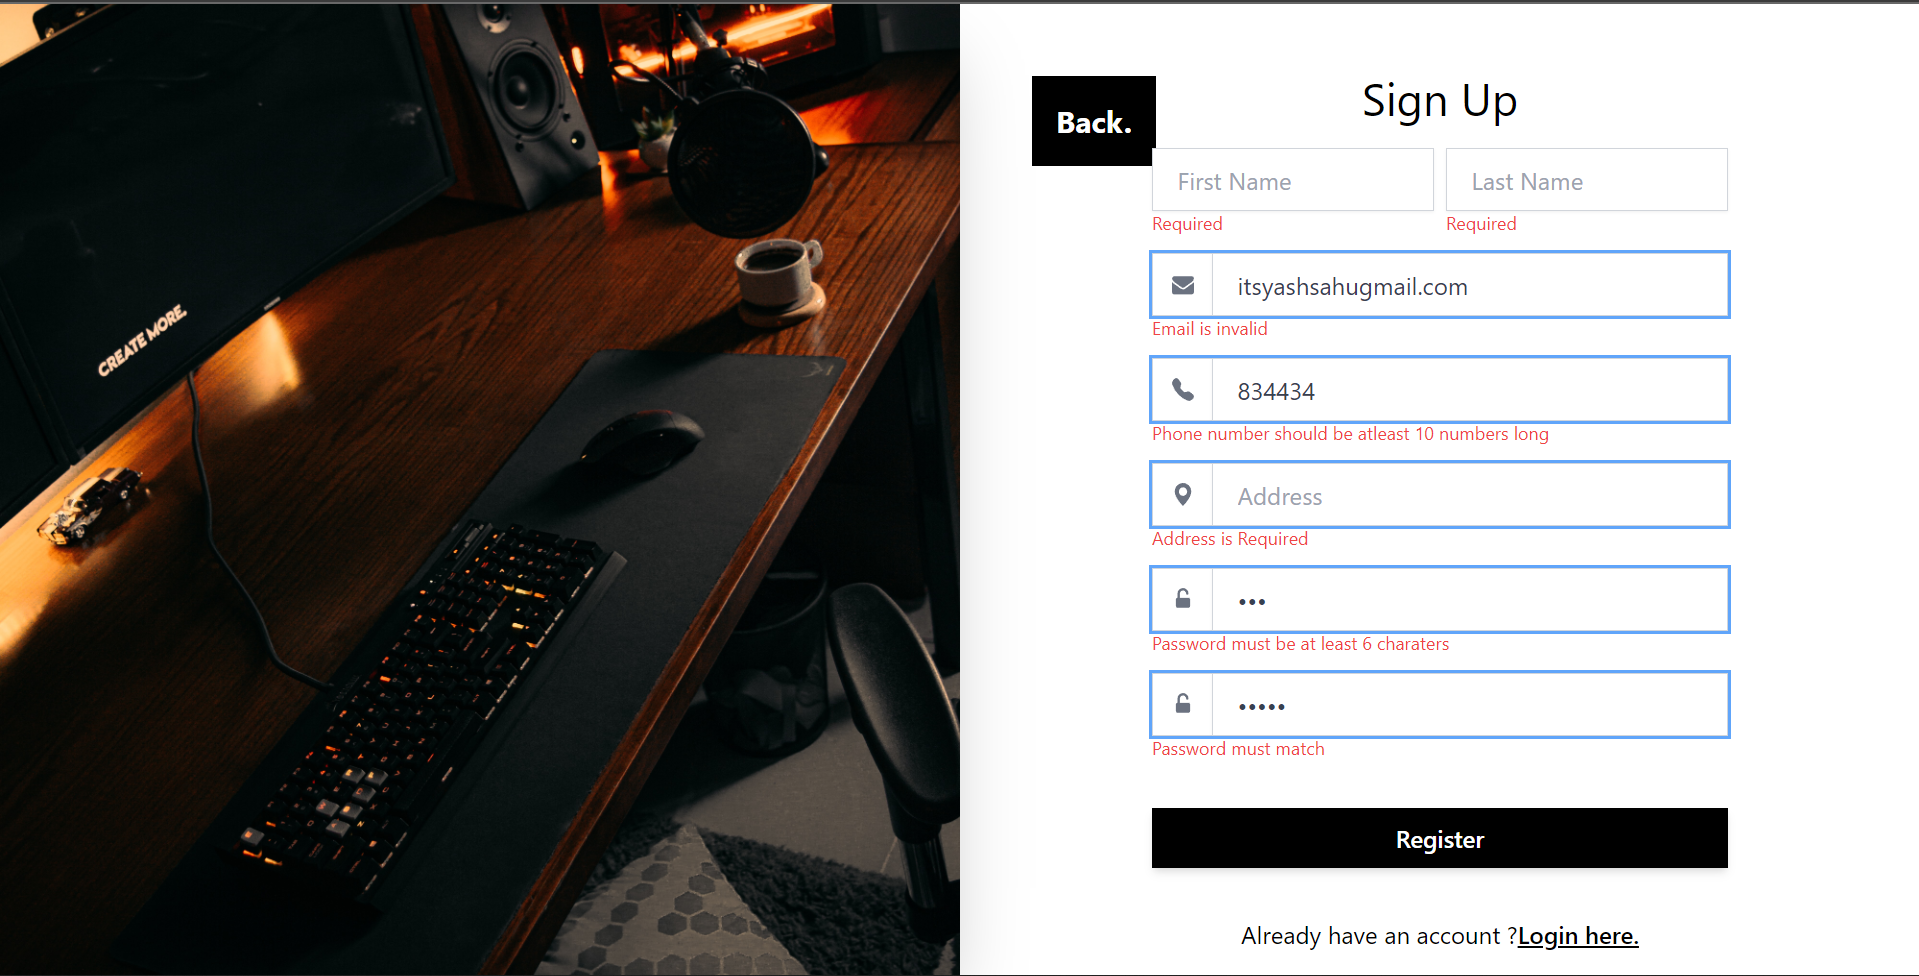 CREATE MORE.
Back.
Sign Up
First Name
Last Name
Required
Required
itsyashsahugmail.com
Email is invalid
834434
Phone number should be atleast 10 numbers long
Address
Address is Required
•••
Password must be at least 6 charaters
•••••
Password must match
Register
Already have an account ?Login here.